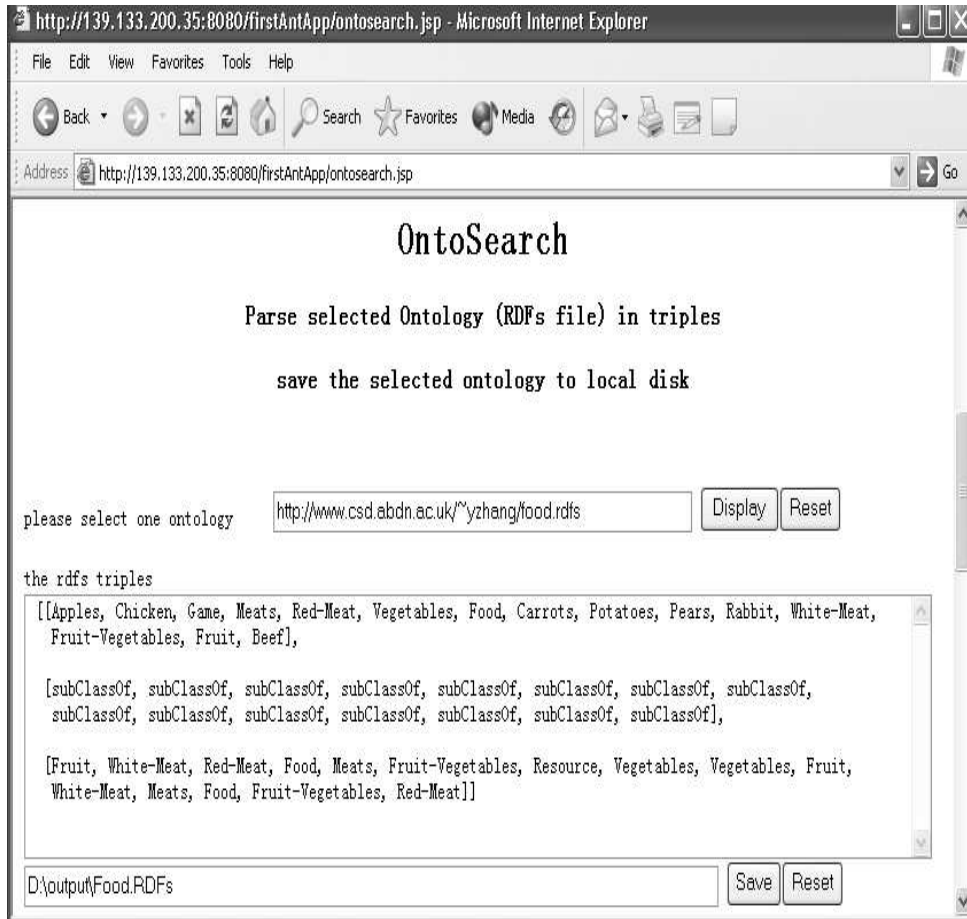 http://139.133.200.35:8080/firstAntApp/ontosearch.jsp - Microsoft Internet Explorer
File Edit View Favorites Tools Help
Back Search Favorites Media
Address http://139.133.200.35:8080/firstAntApp/ontosearch.jsp Go
OntoSearch
Parse selected Ontology (RDFs file) in triples
save the selected ontology to local disk
please select one ontology http://www.csd.abdn.ac.uk/~yzhang/food.rdfs Display Reset
the rdfs triples
[[Apples, Chicken, Game, Meats, Red-Meat, Vegetables, Food, Carrots, Potatoes, Pears, Rabbit, White-Meat,
Fruit-Vegetables, Fruit, Beef],
[subClassOf, subClassOf, subClassOf, subClassOf, subClassOf, subClassOf, subClassOf, subClassOf,
subClassOf, subClassOf, subClassOf, subClassOf, subClassOf, subClassOf, subClassOf],
[Fruit, White-Meat, Red-Meat, Food, Meats, Fruit-Vegetables, Resource, Vegetables, Vegetables, Fruit,
White-Meat, Meats, Food, Fruit-Vegetables, Red-Meat]]
D:\output\Food.RDFs Save Reset